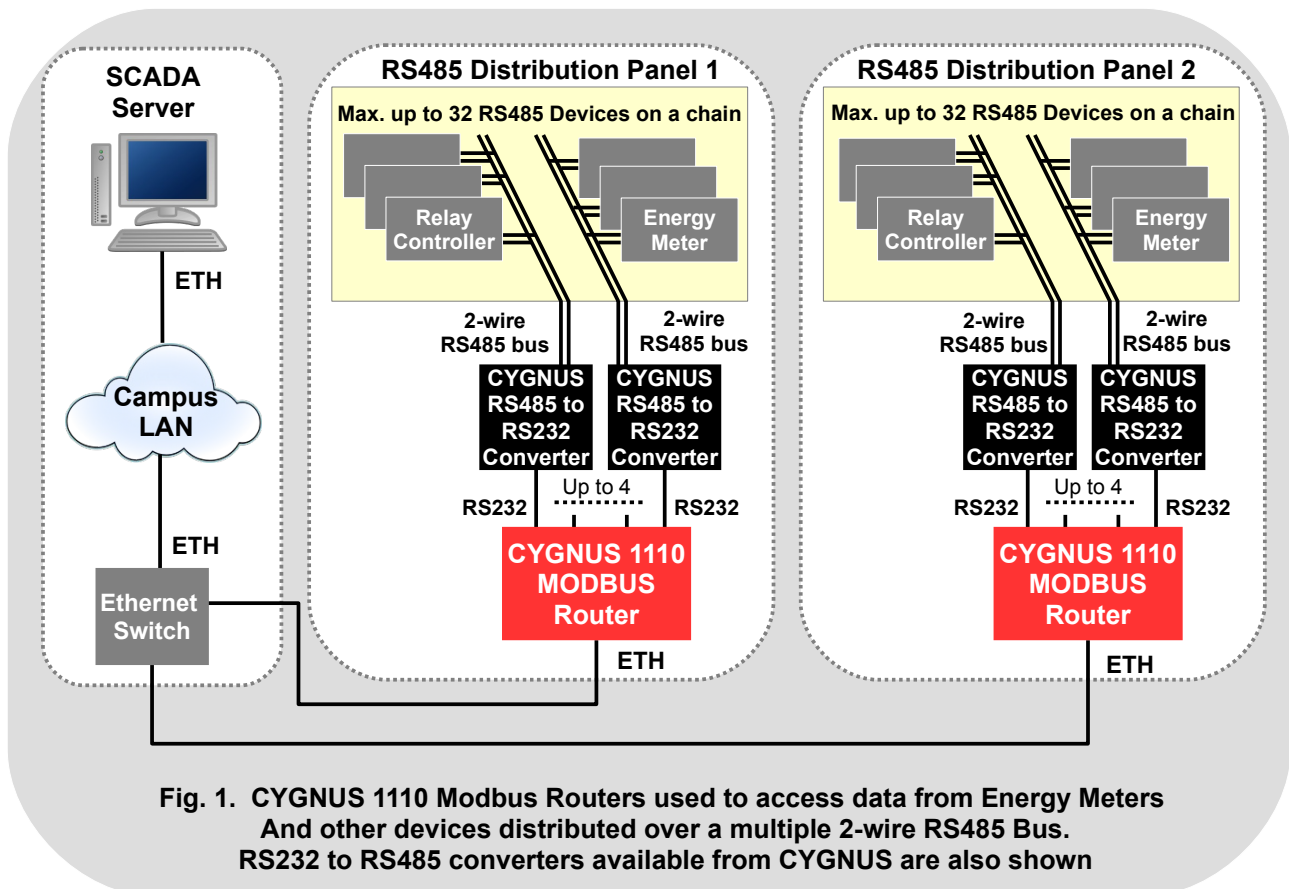 SCADA
Server
ETH
Campus
LAN
ETH
Ethernet
Switch
RS485 Distribution Panel 1
Max. up to 32 RS485 Devices on a chain
Relay
Controller
Energy
Meter
2-wire
RS485 bus
2-wire
RS485 bus
CYGNUS
RS485 to
RS232
Converter
CYGNUS
RS485 to
RS232
Converter
RS232
Up to 4
RS232
CYGNUS 1110
MODBUS
Router
ETH
RS485 Distribution Panel 2
Max. up to 32 RS485 Devices on a chain
Relay
Controller
Energy
Meter
2-wire
RS485 bus
2-wire
RS485 bus
CYGNUS
RS485 to
RS232
Converter
CYGNUS
RS485 to
RS232
Converter
RS232
Up to 4
RS232
CYGNUS 1110
MODBUS
Router
ETH
Fig. 1. CYGNUS 1110 Modbus Routers used to access data from Energy Meters
And other devices distributed over a multiple 2-wire RS485 Bus.
RS232 to RS485 converters available from CYGNUS are also shown